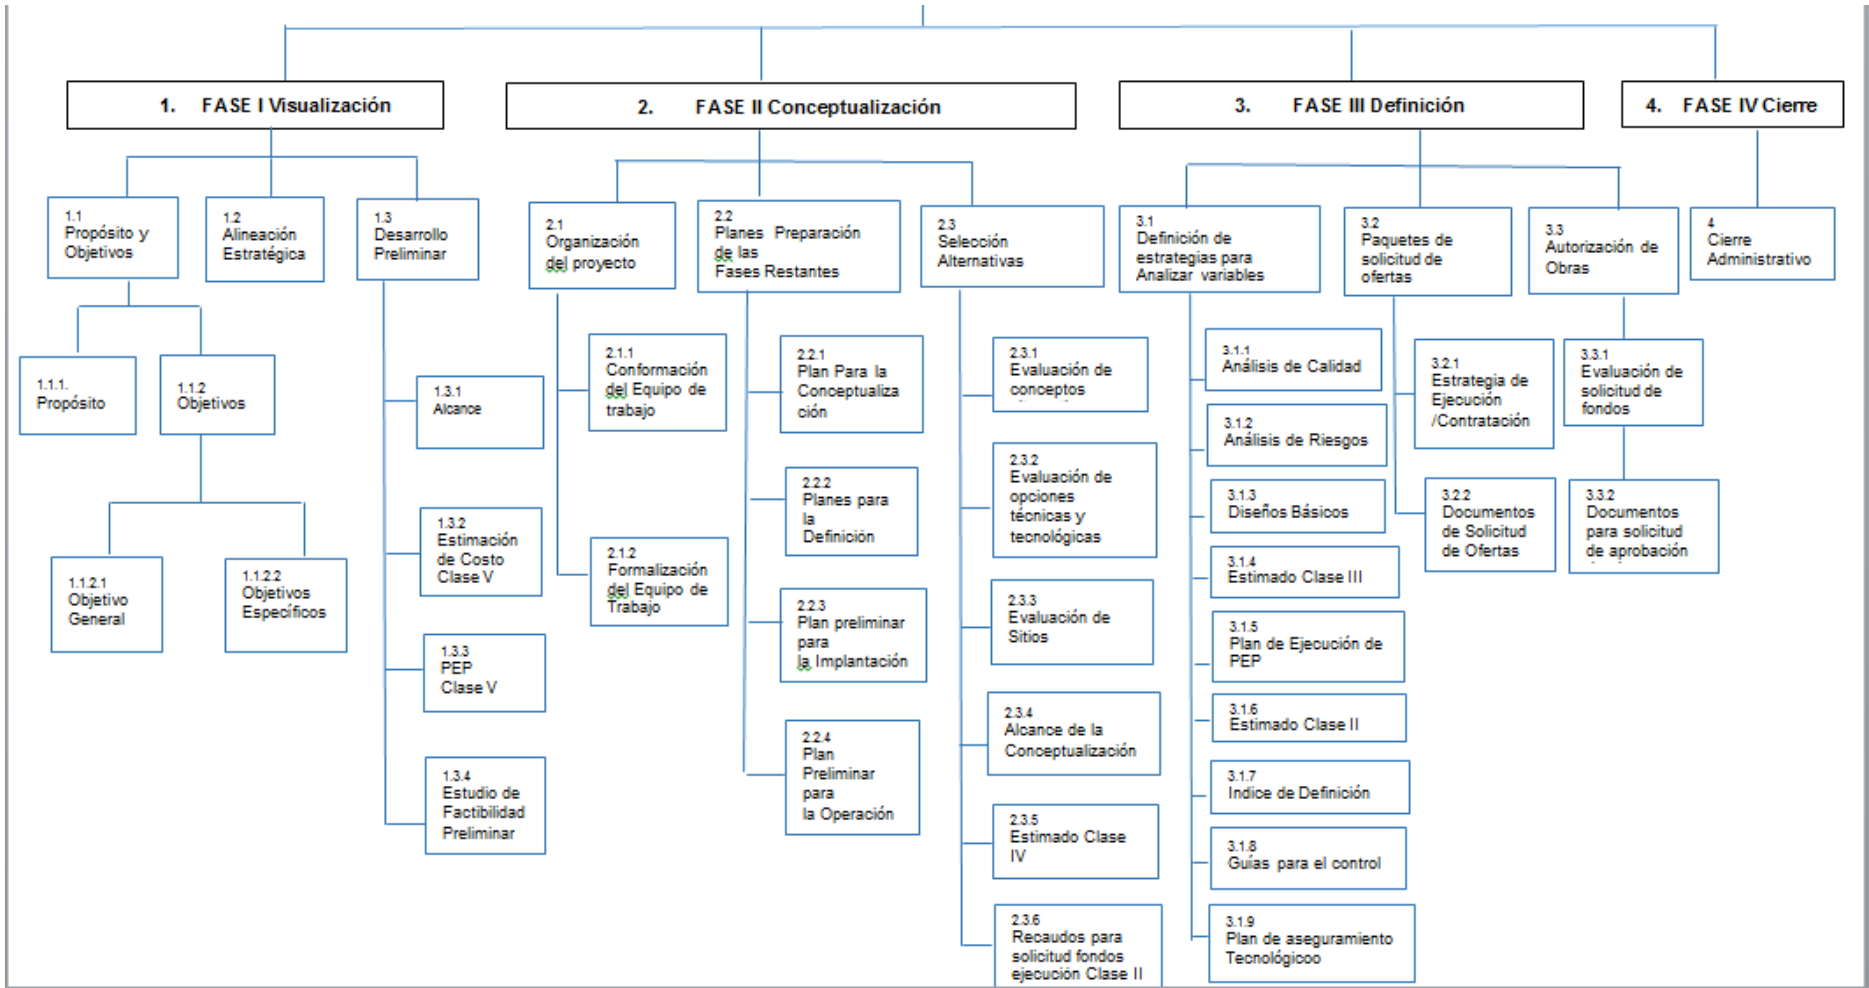 1. FASE I Visualización
2. FASE II Conceptualización
3. FASE III Definición
4. FASE IV Cierre
1.1
Propósito y
Objetivos
1.2
Alineación
Estratégica
1.3
Desarrollo
Preliminar
2.1
Organización
del proyecto
2.2
Planes Preparación
de las
Fases Restantes
2.3
Selección
Alternativas
3.1
Definición de
estrategias para
Analizar variables
3.2
Paquetes de
solicitud de
ofertas
3.3
Autorización de
Obras
4
Cierre
Administrativo
1.1.1.
Propósito
1.1.2
Objetivos
1.1.2.1
Objetivo
General
1.1.2.2
Objetivos
Específicos
1.3.1
Alcance
1.3.2
Estimación
de Costo
Clase V
1.3.3
PEP
Clase V
1.3.4
Estudio de
Factibilidad
Preliminar
2.1.1
Conformación
del Equipo de
trabajo
2.1.2
Formalización
del Equipo de
Trabajo
2.2.1
Plan Para la
Conceptualiza
ción
2.2.2
Planes para
la
Definición
2.2.3
Plan preliminar
para
la Implantación
2.2.4
Plan
Preliminar
para
la Operación
2.3.1
Evaluación de
conceptos
2.3.2
Evaluación de
opciones
técnicas y
tecnológicas
2.3.3
Evaluación de
Sitios
2.3.4
Alcance de la
Conceptualización
2.3.5
Estimado Clase
IV
2.3.6
Recaudos para
solicitud fondos
ejecución Clase II
3.1.1
Análisis de Calidad
3.1.2
Análisis de Riesgos
3.1.3
Diseños Básicos
3.1.4
Estimado Clase III
3.1.5
Plan de Ejecución de
PEP
3.1.6
Estimado Clase II
3.1.7
Indice de Definición
3.1.8
Guías para el control
3.1.9
Plan de aseguramiento
Tecnológicoo
3.2.1
Estrategia de
Ejecución
/Contratación
3.2.2
Documentos
de Solicitud
de Ofertas
3.3.1
Evaluación de
solicitud de
fondos
3.3.2
Documentos
para solicitud
de aprobación